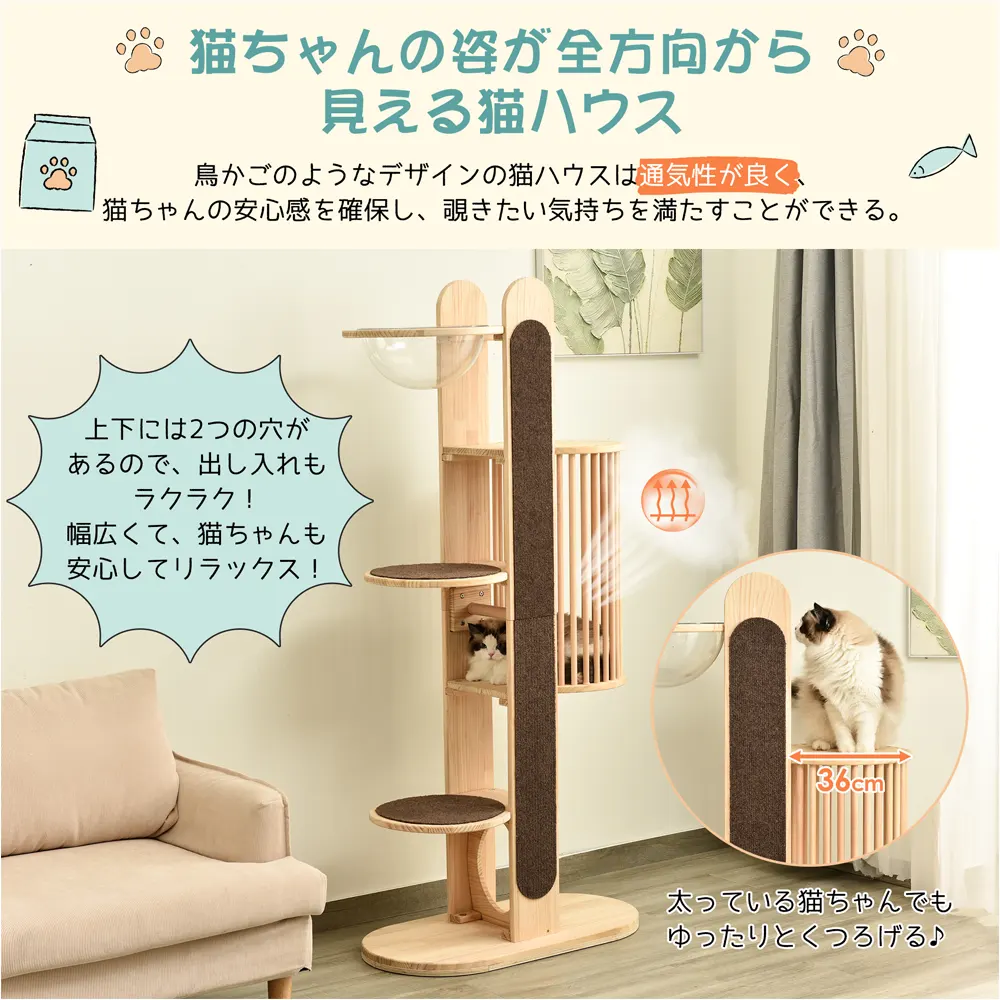 猫ちゃんの姿が全方向から
見える猫ハウス
鳥かごのようなデザインの猫ハウスは通気性が良く、
猫ちゃんの安心感を確保し、覗きたい気持ちを満たすことができる。
上下には2つの穴が
あるので、出し入れも
ラクラク！
幅広くて、猫ちゃんも
安心してリラックス！
36cm
太っている猫ちゃんでも
ゆったりとくつろげる♪